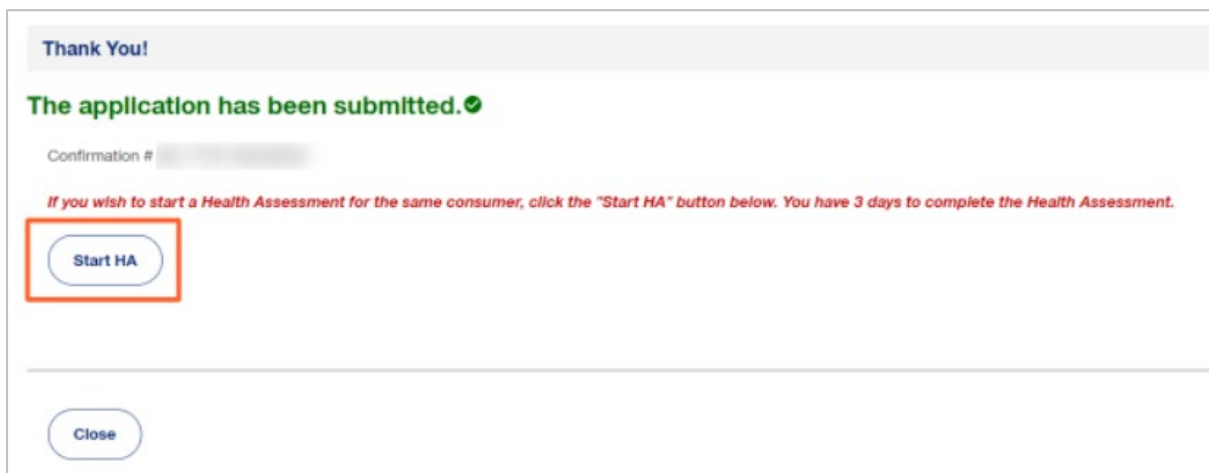 Thank You!
The application has been submitted.
Confirmation #
If you wish to start a Health Assessment for the same consumer, click the "Start HA" button below. You have 3 days to complete the Health Assessment.
Start HA
Close